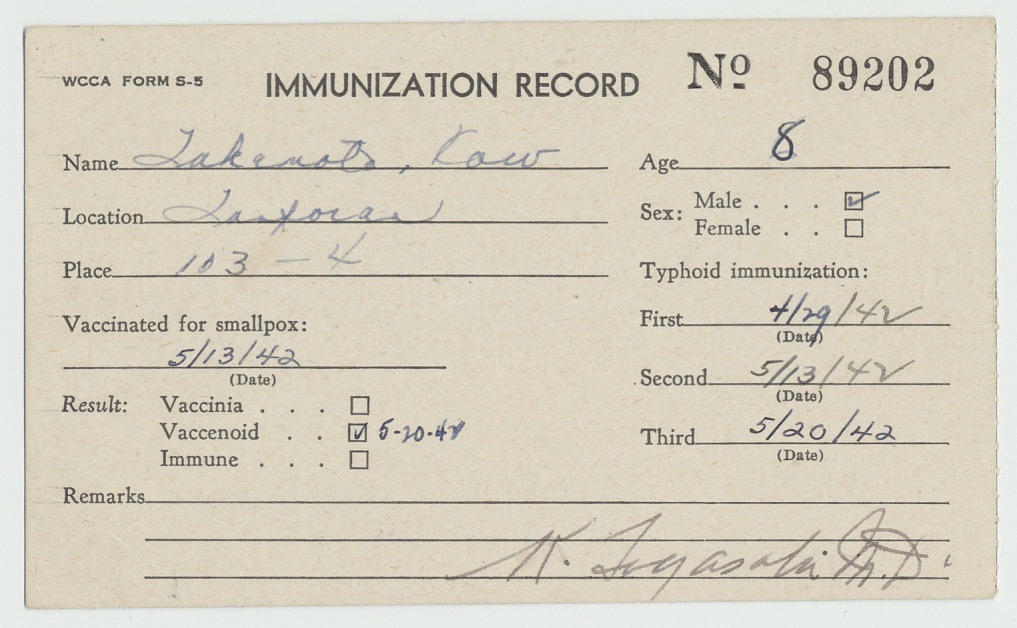 WCCA FORM S-5 IMMUNIZATION RECORD Nº 89202
Name Takemoto, Kow
Age 8
Location Tanforan
Sex: Male . . . ☑
Female . . ☐
Place 103 - 4
Typhoid immunization:
First 4/29/42
(Date)
Vaccinated for smallpox:
5/13/42
(Date)
Second 5/13/42
(Date)
Result: Vaccinia . . . ☐
Vaccenoid . . ☑ 5-20-42
Immune . . . ☐
Third 5/20/42
(Date)
Remarks
K. Togasaki M.D.